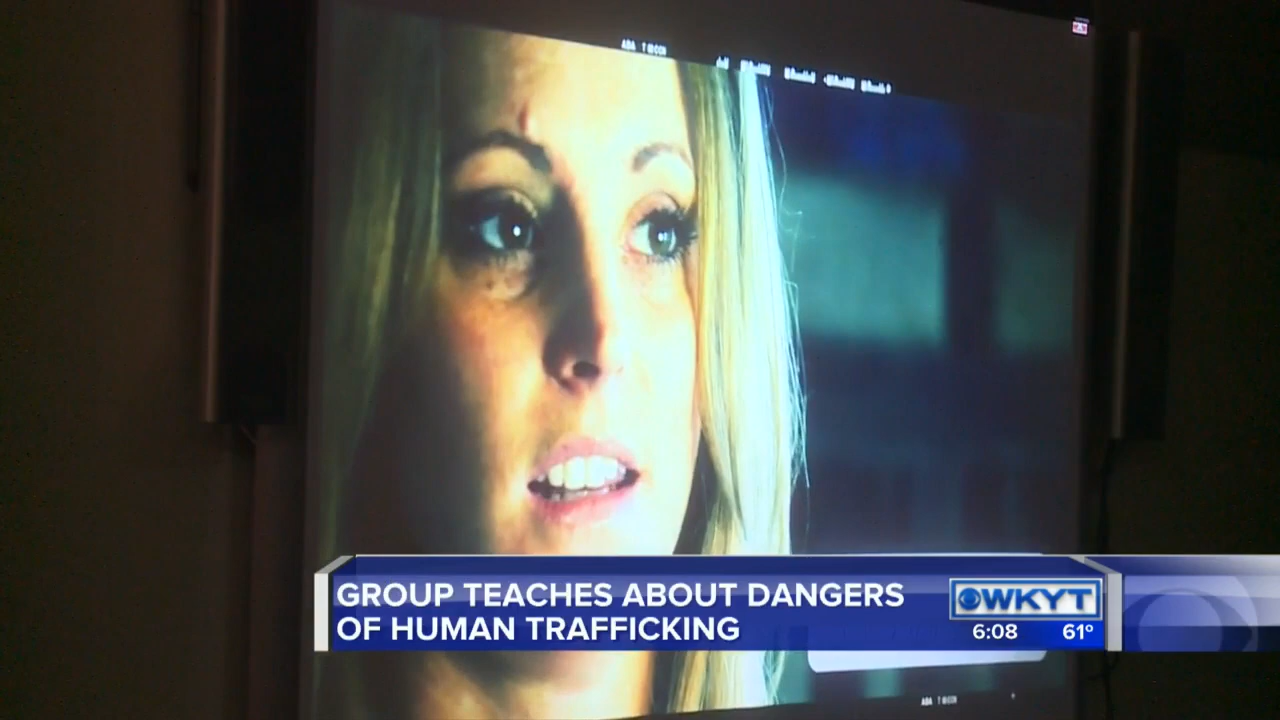 GROUP TEACHES ABOUT DANGERS
OF HUMAN TRAFFICKING
WKYT
6:08 61°